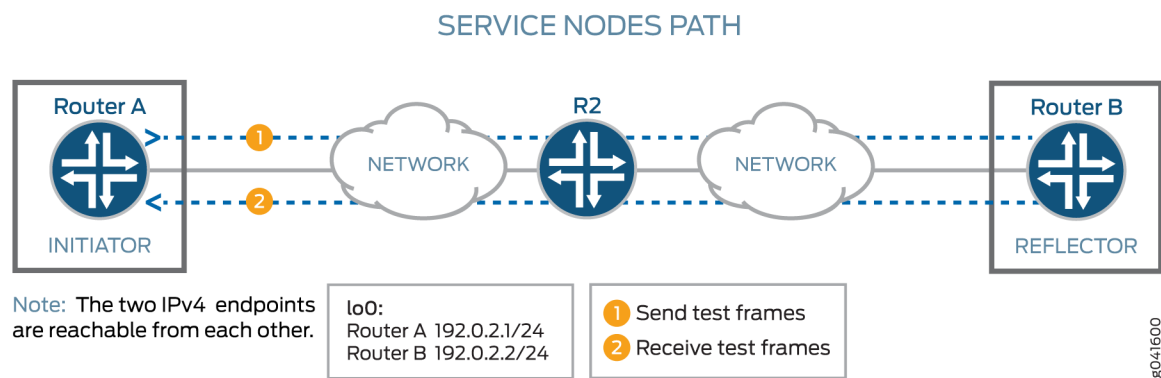 SERVICE NODES PATH
Router A
R2
Router B
1
NETWORK
NETWORK
2
INITIATOR
REFLECTOR
Note: The two IPv4 endpoints
are reachable from each other.
lo0:
Router A 192.0.2.1/24
Router B 192.0.2.2/24
1 Send test frames
2 Receive test frames
g041600